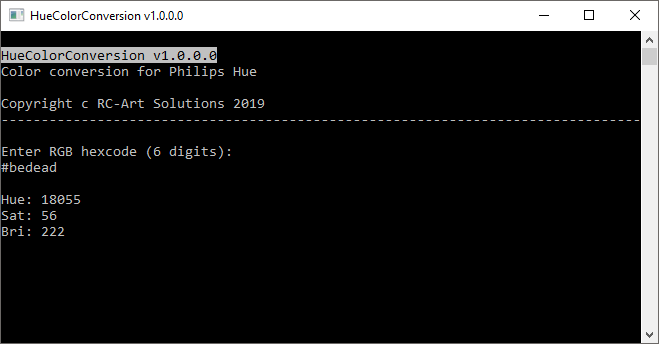 HueColorConversion v1.0.0.0
HueColorConversion v1.0.0.0
Color conversion for Philips Hue
Copyright c RC-Art Solutions 2019
--------------------------------------------------------------------------------
Enter RGB hexcode (6 digits):
#bedead
Hue: 18055
Sat: 56
Bri: 222